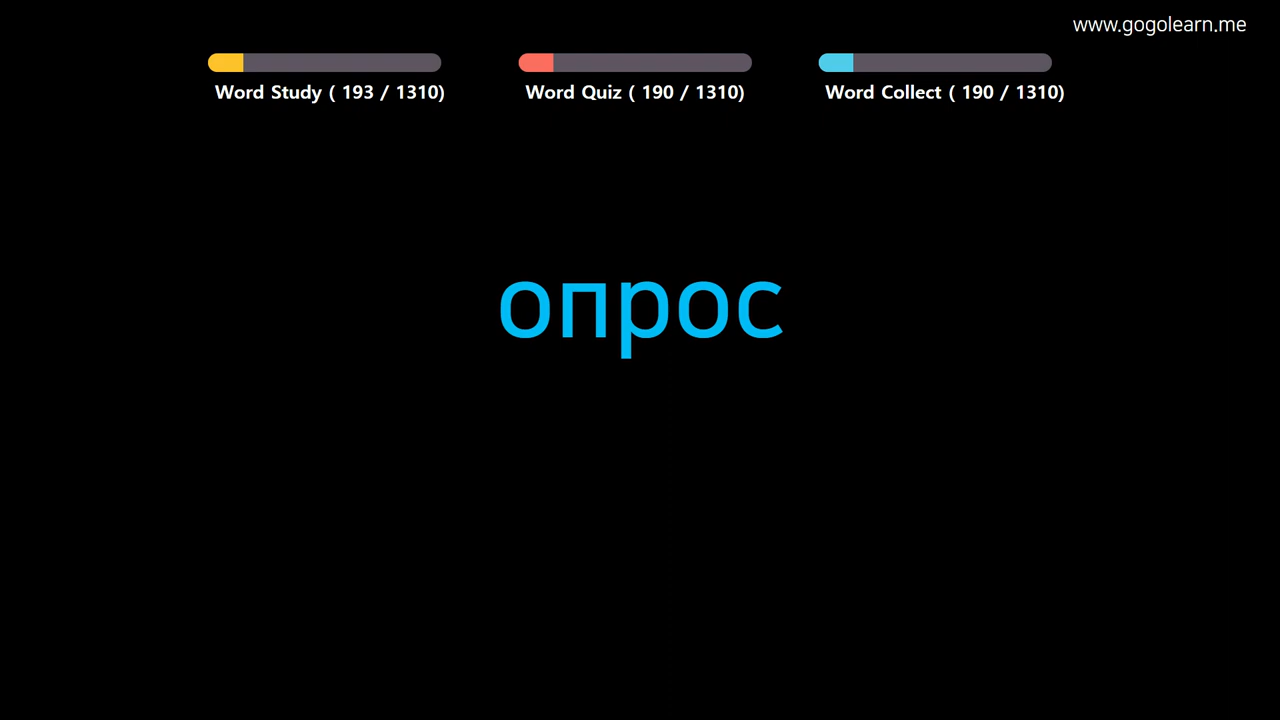 www.gogolearn.me
Word Study ( 193 / 1310)
Word Quiz ( 190 / 1310)
Word Collect ( 190 / 1310)
опрос